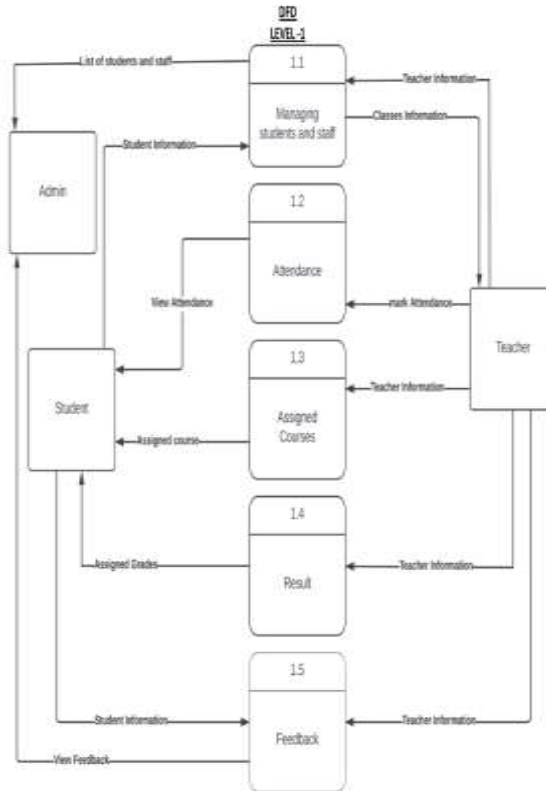 DFD
LEVEL -1
1.1
List of students and staff
Teacher Information
Managing
students and staff
Classes Information
Student Information
Admin
1.2
Attendance
View Attendance
mark Attendance
Teacher
1.3
Teacher Information
Student
Assigned
Courses
Assigned course
1.4
Assigned Grades
Teacher Information
Result
1.5
Student Information
Teacher Information
Feedback
View Feedback